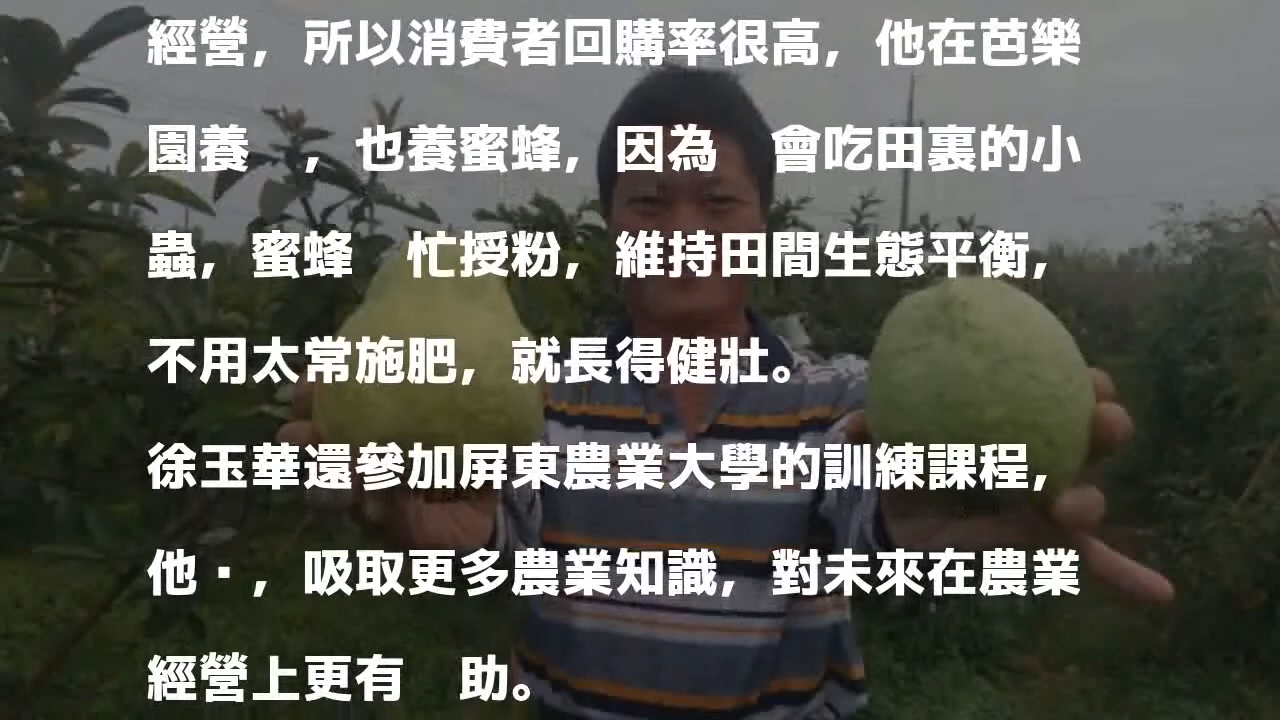 經營，所以消費者回購率很高，他在芭樂
園養　，也養蜜蜂，因為　會吃田裏的小
蟲，蜜蜂　忙授粉，維持田間生態平衡，
不用太常施肥，就長得健壯。
徐玉華還參加屏東農業大學的訓練課程，
他·，吸取更多農業知識，對未來在農業
經營上更有　助。